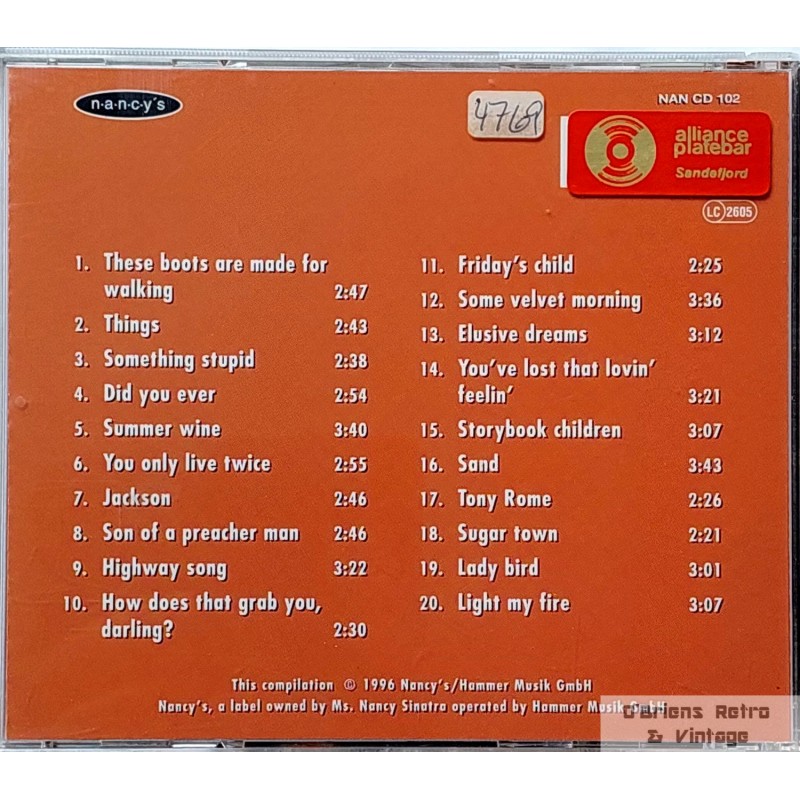 n·a·n·c·y's
4769
NAN CD 102
alliance
platebar
Sandefjord
LC 2605
1. These boots are made for
walking 2:47
2. Things 2:43
3. Something stupid 2:38
4. Did you ever 2:54
5. Summer wine 3:40
6. You only live twice 2:55
7. Jackson 2:46
8. Son of a preacher man 2:46
9. Highway song 3:22
10. How does that grab you,
darling? 2:30
11. Friday's child 2:25
12. Some velvet morning 3:36
13. Elusive dreams 3:12
14. You've lost that lovin'
feelin' 3:21
15. Storybook children 3:07
16. Sand 3:43
17. Tony Rome 2:26
18. Sugar town 2:21
19. Lady bird 3:01
20. Light my fire 3:07
This compilation © 1996 Nancy's/Hammer Musik GmbH
Nancy's, a label owned by Ms. Nancy Sinatra operated by Hammer Musik GmbH
O'Briens Retro
& Vintage